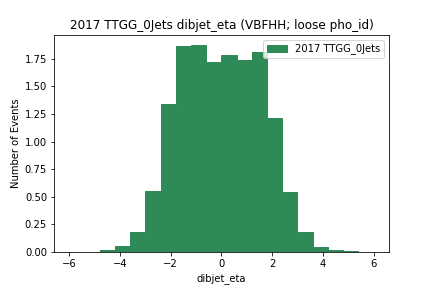 2017 TTGG_0Jets dibjet_eta (VBFHH; loose pho_id)
2017 TTGG_0Jets
Number of Events
1.75
1.50
1.25
1.00
0.75
0.50
0.25
0.00
−6 −4 −2 0 2 4 6
dibjet_eta